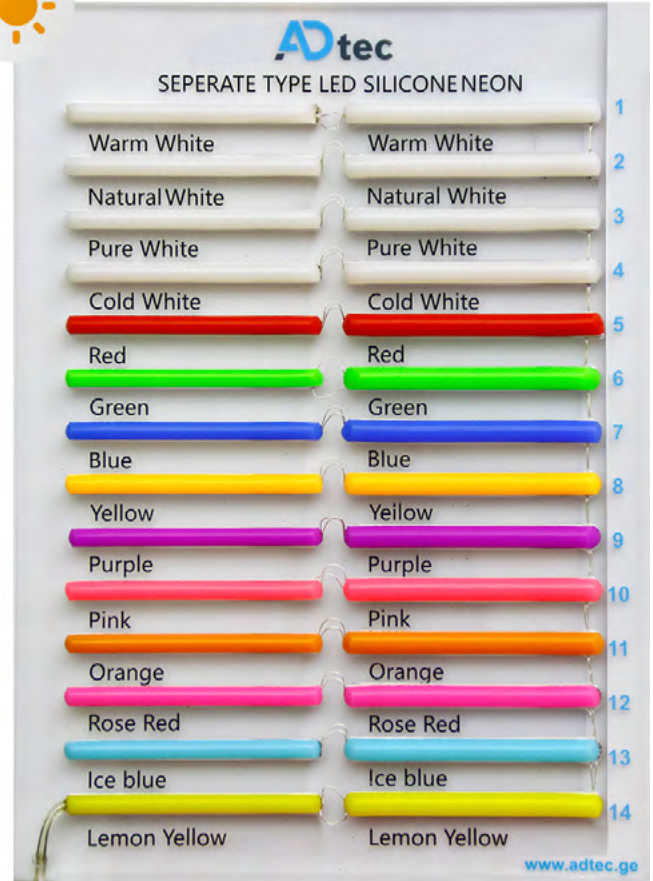 ADtec
SEPERATE TYPE LED SILICONE NEON
1
Warm White Warm White
2
Natural White Natural White
3
Pure White Pure White
4
Cold White Cold White
5
Red Red
6
Green Green
7
Blue Blue
8
Yellow Yeilow
9
Purple Purple
10
Pink Pink
11
Orange Orange
12
Rose Red Rose Red
13
Ice blue Ice blue
14
Lemon Yellow Lemon Yellow
www.adtec.ge